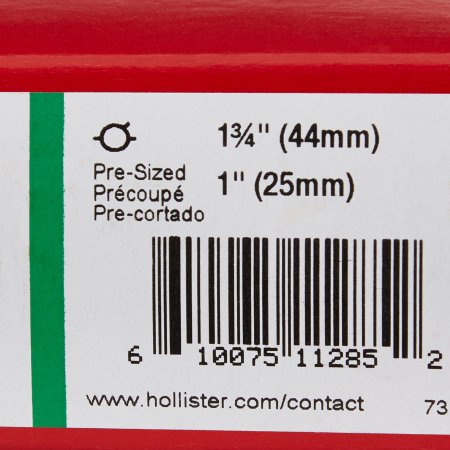 1¾" (44mm)
Pre-Sized
Précoupé
Pre-cortado
1" (25mm)
6 10075 11285 2
www.hollister.com/contact
73